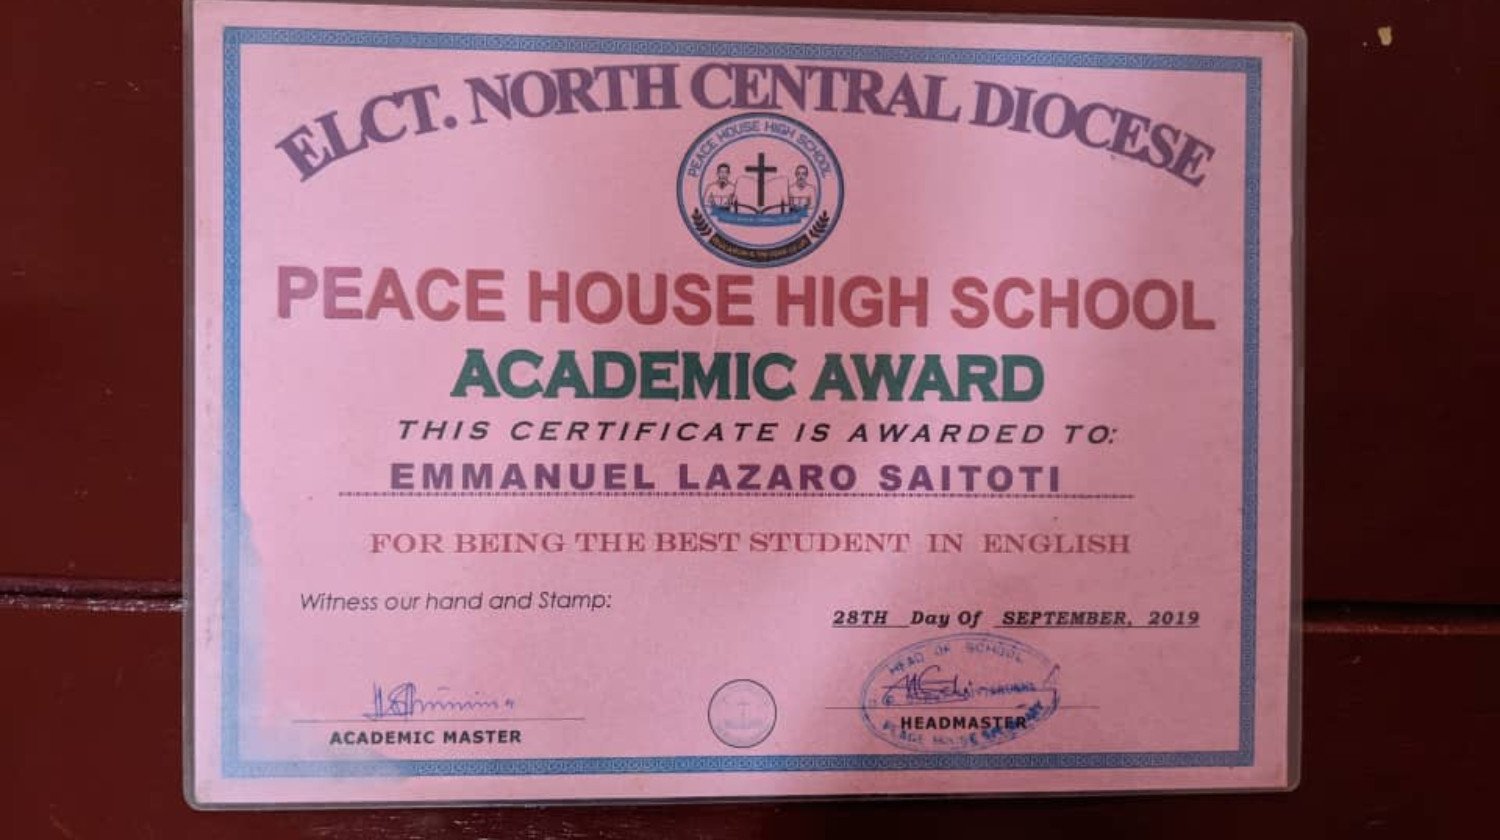 ELCT. NORTH CENTRAL DIOCESE
PEACE HOUSE HIGH SCHOOL
PEACE HOUSE HIGH SCHOOL
ACADEMIC AWARD
THIS CERTIFICATE IS AWARDED TO:
EMMANUEL LAZARO SAITOTI
FOR BEING THE BEST STUDENT IN ENGLISH
Witness our hand and Stamp:
28TH Day Of SEPTEMBER, 2019
HEAD OF SCHOOL
ACADEMIC MASTER
HEADMASTER
PEACE HOUSE